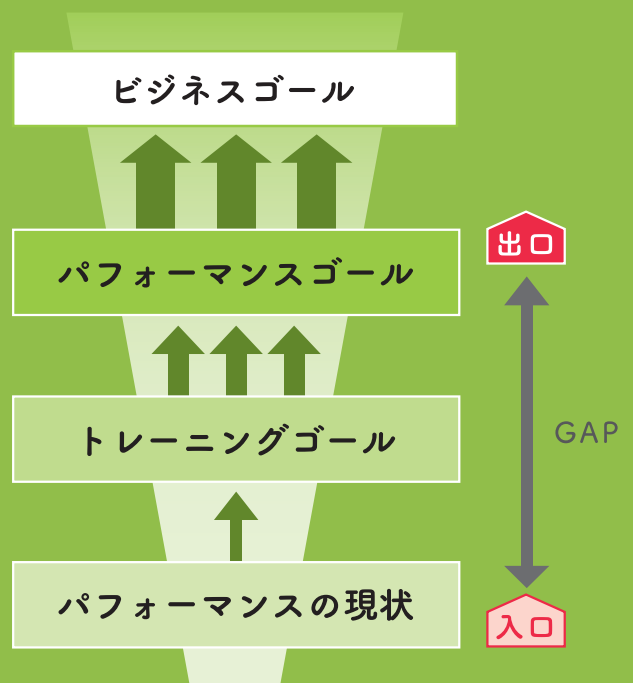 ビジネスゴール
パフォーマンスゴール
出口
トレーニングゴール
GAP
パフォーマンスの現状
入口